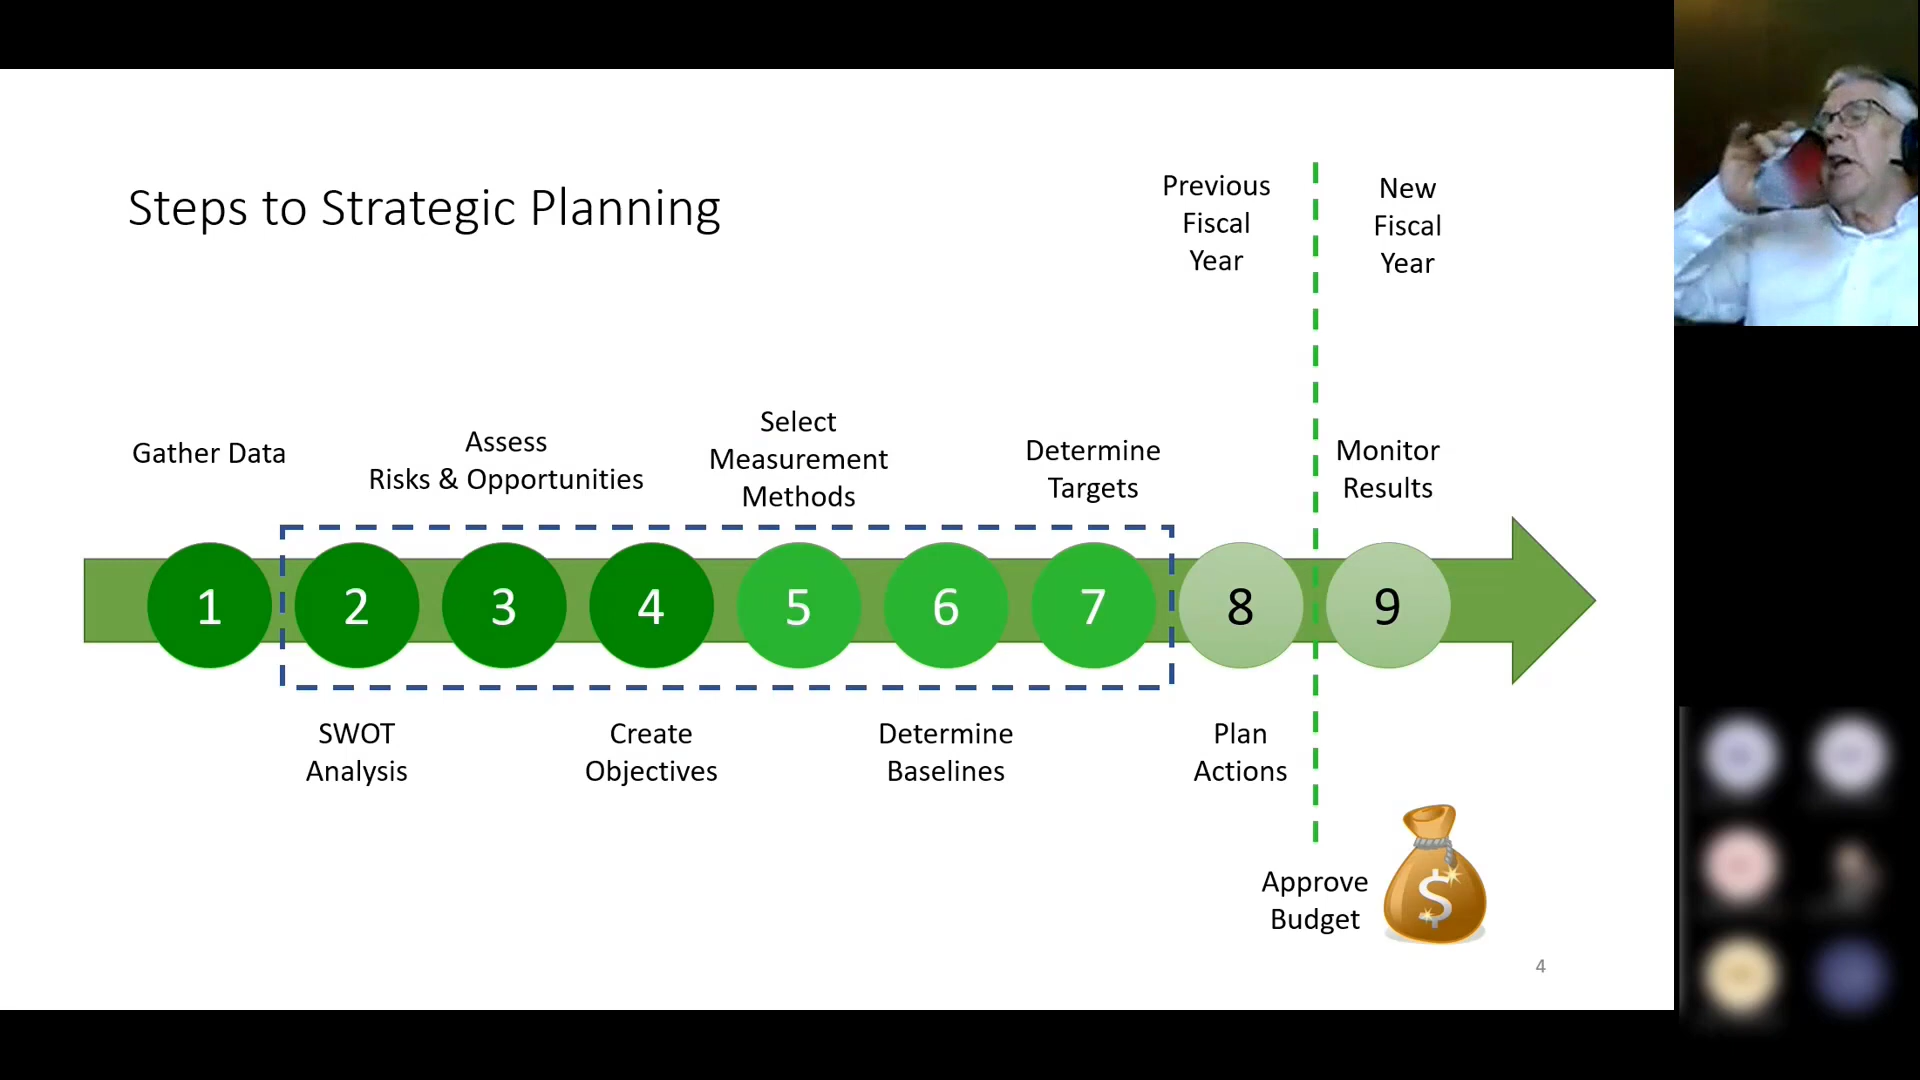 Steps to Strategic Planning
Previous
Fiscal
Year
New
Fiscal
Year
Gather Data
Assess
Risks & Opportunities
Select
Measurement
Methods
Determine
Targets
Monitor
Results
1
2
3
4
5
6
7
8
9
SWOT
Analysis
Create
Objectives
Determine
Baselines
Plan
Actions
Approve
Budget
$
4